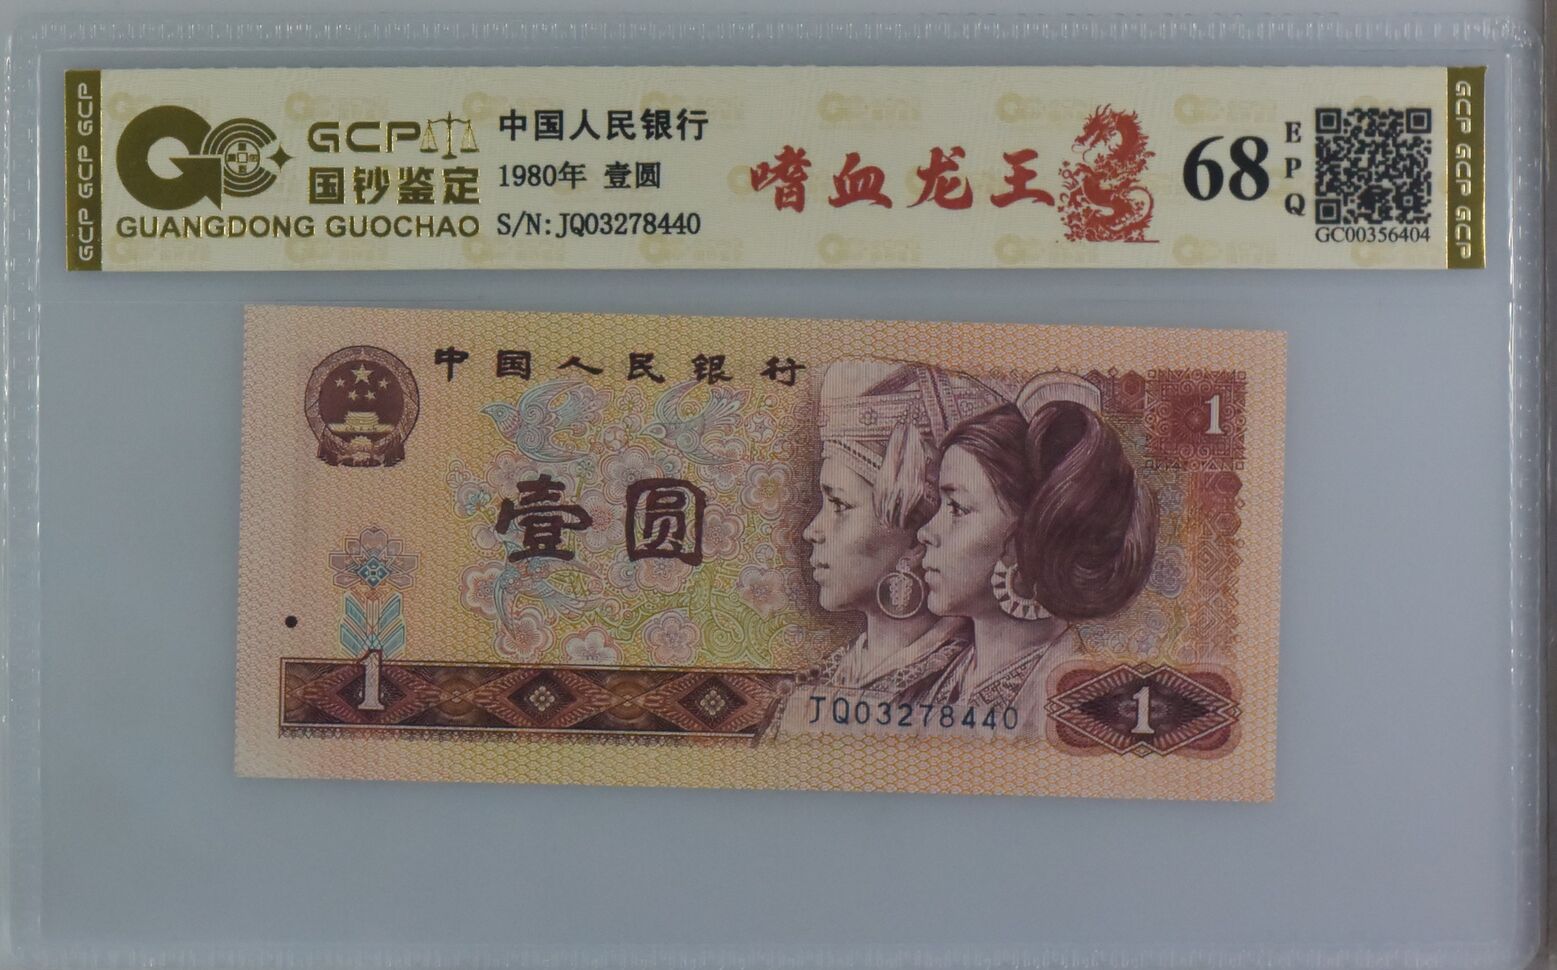 GCP GCP GCP
GCP
国钞鉴定
GUANGDONG GUOCHAO
中国人民银行
1980年 壹圆
S/N:JQ03278440
嗜血龙王
68
EPQ
GC00356404
GCP GCP GCP
中国人民银行
1
壹圆
1
JQ03278440
1